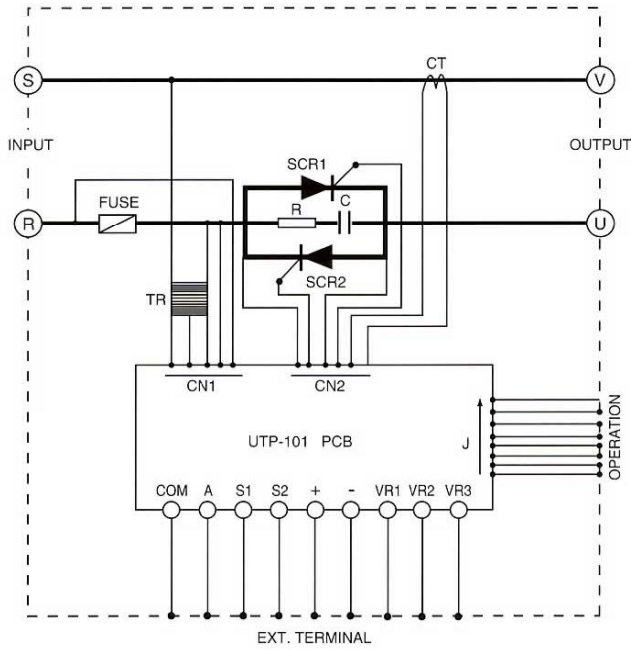 CT
S
V
INPUT
OUTPUT
SCR1
FUSE
R
C
R
U
SCR2
TR
CN1
CN2
UTP-101 PCB
J
OPERATION
COM
A
S1
S2
+
-
VR1
VR2
VR3
EXT. TERMINAL